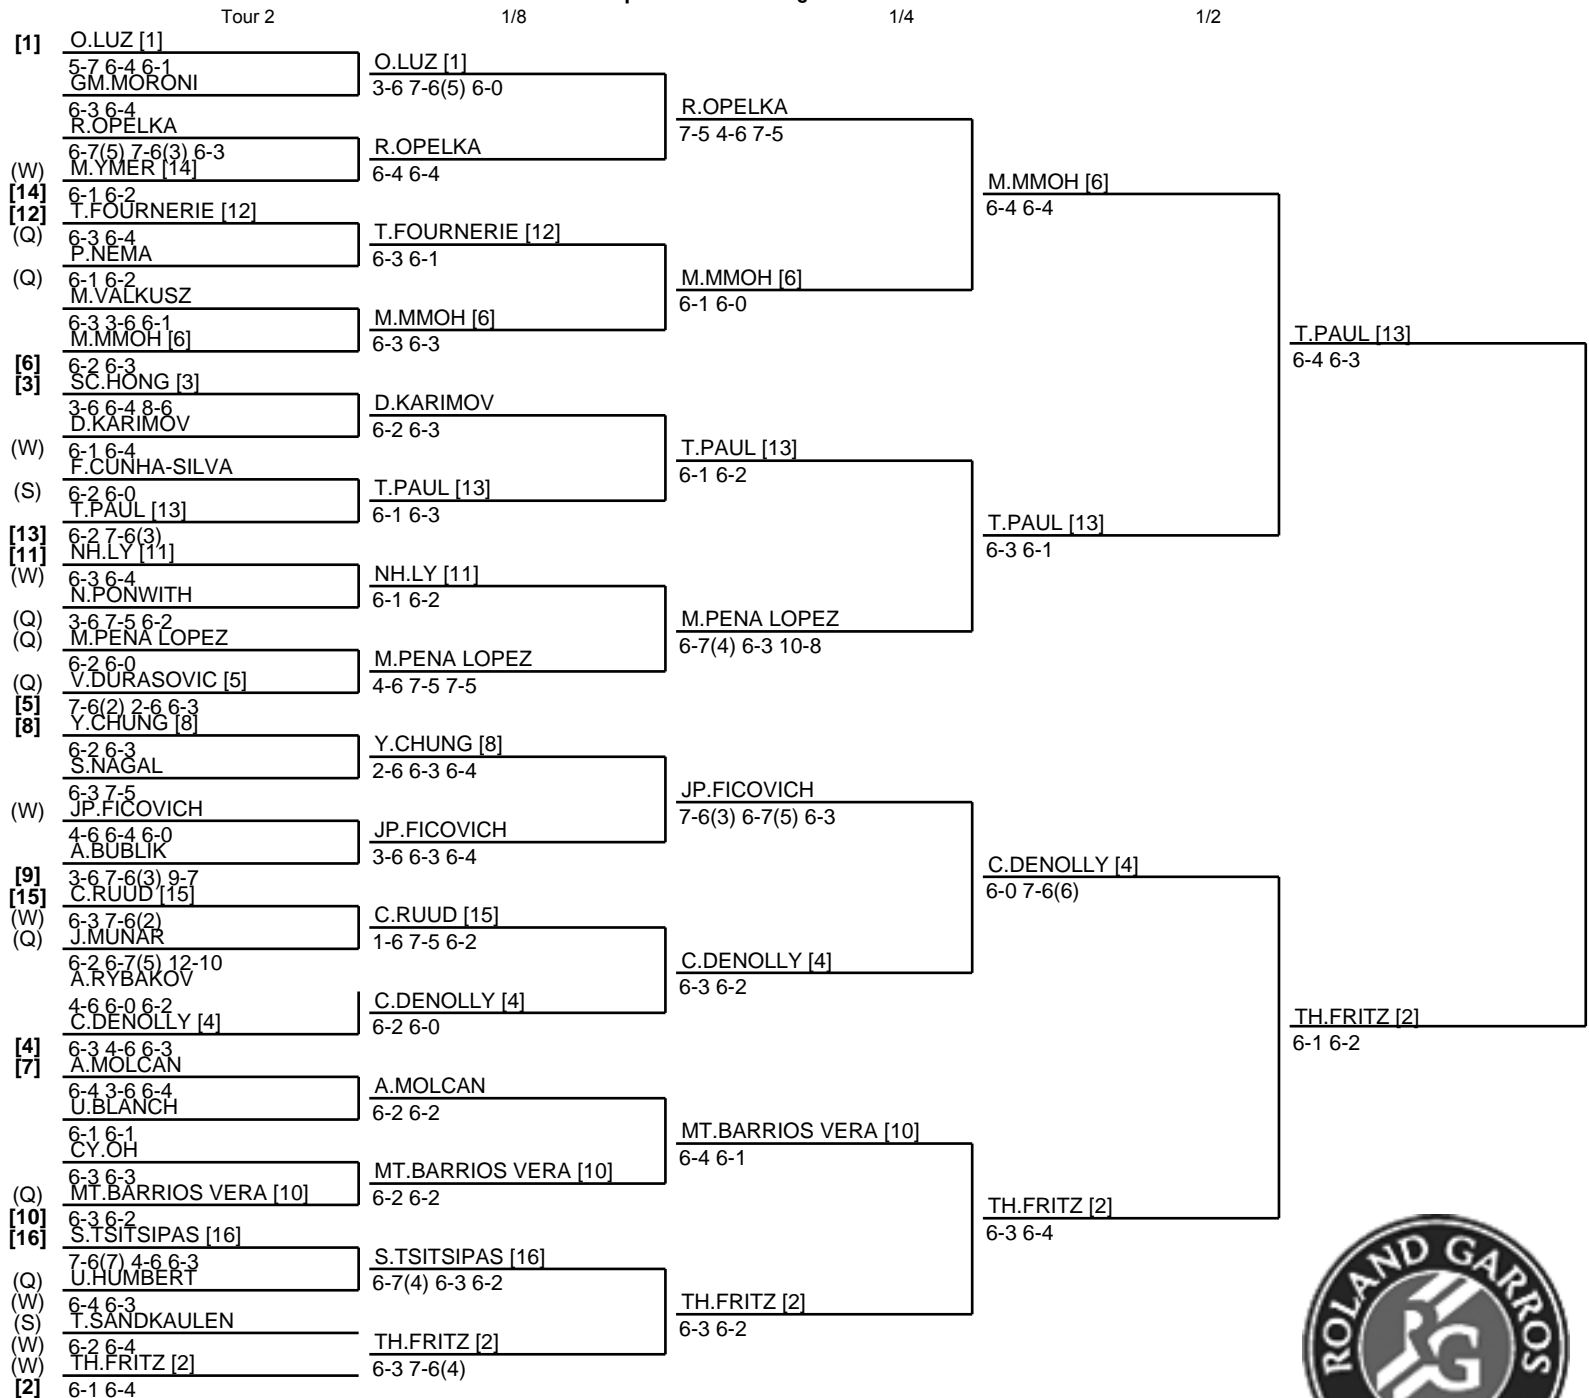 Tour 2 1/8 1/4 1/2
[1] O.LUZ [1]
5-7 6-4 6-1
GM.MORONI
6-3 6-4
R.OPELKA
6-7(5) 7-6(3) 6-3
(W) M.YMER [14]
[14] 6-1 6-2
[12] T.FOURNERIE [12]
(Q) 6-3 6-4
P.NEMA
(Q) 6-1 6-2
M.VALKUSZ
6-3 3-6 6-1
M.MMOH [6]
[6] 6-2 6-3
[3] SC.HONG [3]
3-6 6-4 8-6
D.KARIMOV
(W) 6-1 6-4
F.CUNHA-SILVA
(S) 6-2 6-0
T.PAUL [13]
[13] 6-2 7-6(3)
[11] NH.LY [11]
(W) 6-3 6-4
N.PONWITH
(Q) 3-6 7-5 6-2
(Q) M.PENA LOPEZ
6-2 6-0
(Q) V.DURASOVIC [5]
[5] 7-6(2) 2-6 6-3
[8] Y.CHUNG [8]
6-2 6-3
S.NAGAL
6-3 7-5
(W) JP.FICOVICH
4-6 6-4 6-0
A.BUBLIK
[9] 3-6 7-6(3) 9-7
[15] C.RUUD [15]
(W) 6-3 7-6(2)
(Q) J.MUNAR
6-2 6-7(5) 12-10
A.RYBAKOV
4-6 6-0 6-2
C.DENOLLY [4]
[4] 6-3 4-6 6-3
[7] A.MOLCAN
6-4 3-6 6-4
U.BLANCH
6-1 6-1
CY.OH
6-3 6-3
(Q) MT.BARRIOS VERA [10]
[10] 6-3 6-2
[16] S.TSITSIPAS [16]
7-6(7) 4-6 6-3
(Q) U.HUMBERT
(W) 6-4 6-3
(S) T.SANDKAULEN
(W) 6-2 6-4
(W) TH.FRITZ [2]
[2] 6-1 6-4
O.LUZ [1]
3-6 7-6(5) 6-0
R.OPELKA
6-4 6-4
T.FOURNERIE [12]
6-3 6-1
M.MMOH [6]
6-3 6-3
D.KARIMOV
6-2 6-3
T.PAUL [13]
6-1 6-3
NH.LY [11]
6-1 6-2
M.PENA LOPEZ
4-6 7-5 7-5
Y.CHUNG [8]
2-6 6-3 6-4
JP.FICOVICH
3-6 6-3 6-4
C.RUUD [15]
1-6 7-5 6-2
C.DENOLLY [4]
6-2 6-0
A.MOLCAN
6-2 6-2
MT.BARRIOS VERA [10]
6-2 6-2
S.TSITSIPAS [16]
6-7(4) 6-3 6-2
TH.FRITZ [2]
6-3 7-6(4)
R.OPELKA
7-5 4-6 7-5
M.MMOH [6]
6-1 6-0
T.PAUL [13]
6-1 6-2
M.PENA LOPEZ
6-7(4) 6-3 10-8
JP.FICOVICH
7-6(3) 6-7(5) 6-3
C.DENOLLY [4]
6-3 6-2
MT.BARRIOS VERA [10]
6-4 6-1
TH.FRITZ [2]
6-3 6-2
M.MMOH [6]
6-4 6-4
T.PAUL [13]
6-3 6-1
C.DENOLLY [4]
6-0 7-6(6)
TH.FRITZ [2]
6-3 6-4
T.PAUL [13]
6-4 6-3
TH.FRITZ [2]
6-1 6-2
ROLAND GARROS
RG